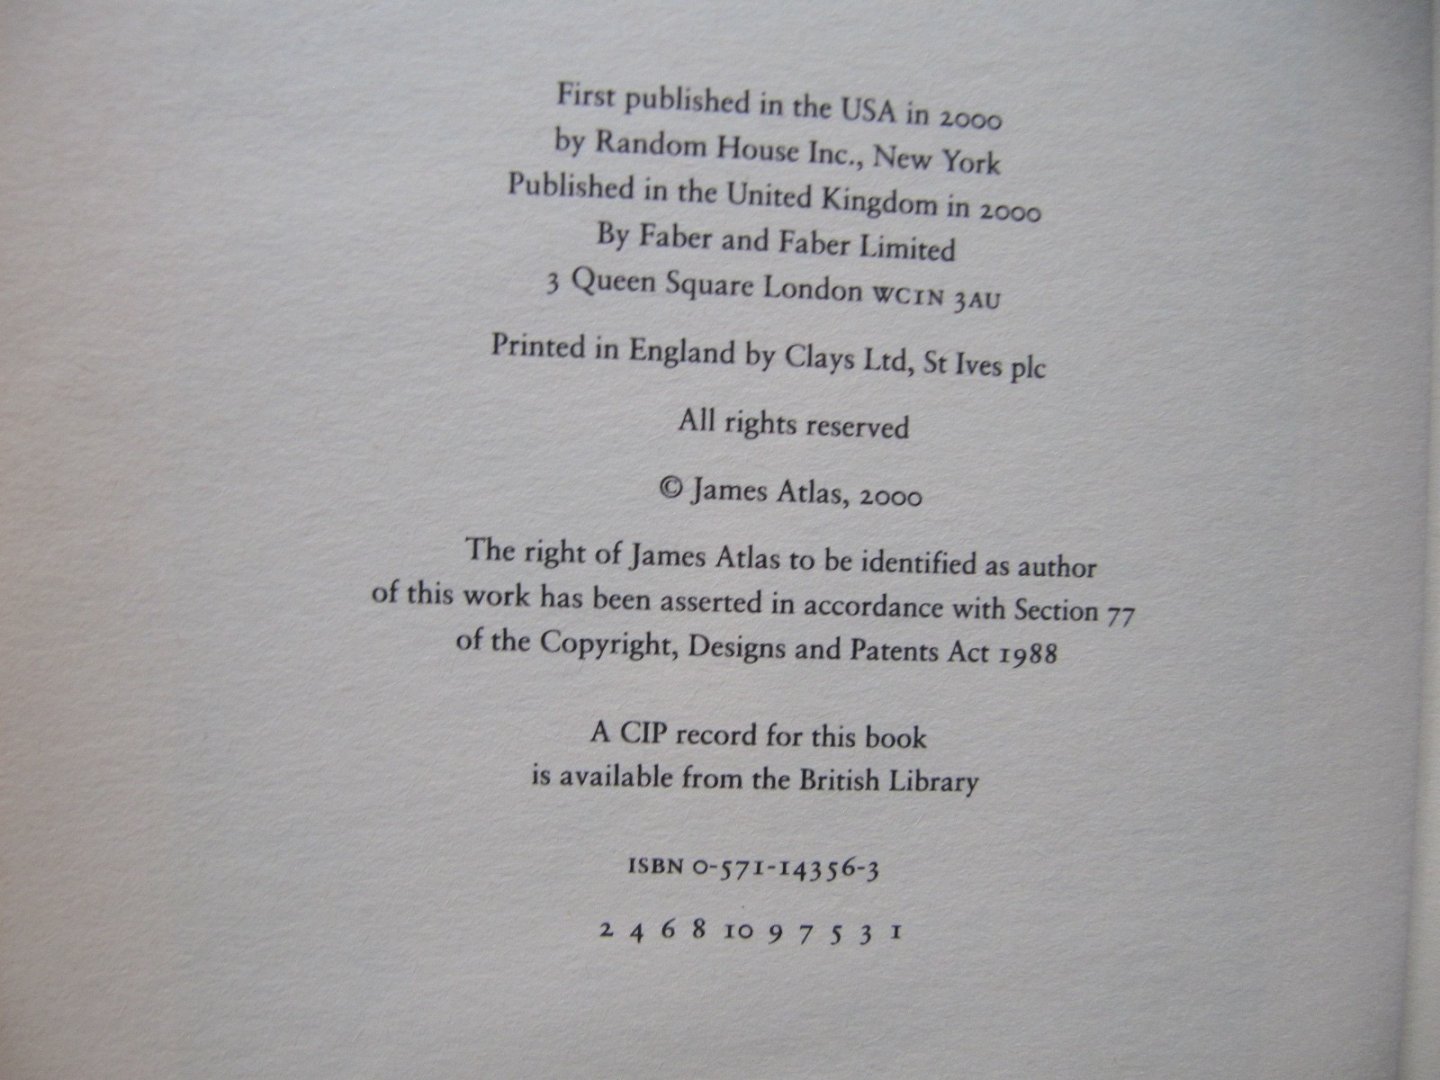 First published in the USA in 2000
by Random House Inc., New York
Published in the United Kingdom in 2000
By Faber and Faber Limited
3 Queen Square London WC1N 3AU
Printed in England by Clays Ltd, St Ives plc
All rights reserved
© James Atlas, 2000
The right of James Atlas to be identified as author
of this work has been asserted in accordance with Section 77
of the Copyright, Designs and Patents Act 1988
A CIP record for this book
is available from the British Library
ISBN 0-571-14356-3
2 4 6 8 10 9 7 5 3 1